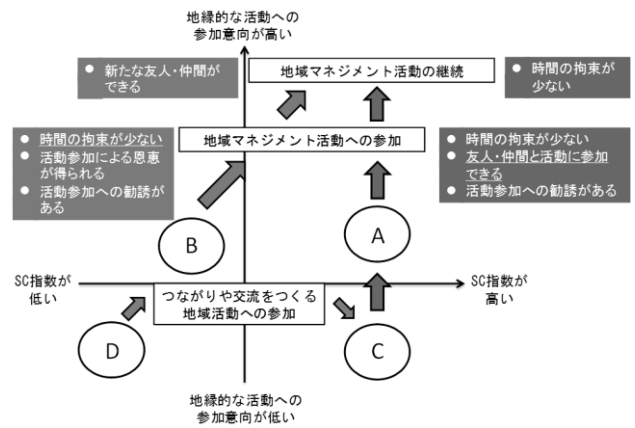 地縁的な活動への
参加意向が高い
● 新たな友人・仲間が
できる
地域マネジメント活動の継続
● 時間の拘束が
少ない
● 時間の拘束が少ない
● 活動参加による恩恵
が得られる
● 活動参加への勧誘が
ある
地域マネジメント活動への参加
● 時間の拘束が少ない
● 友人・仲間と活動に参加
できる
● 活動参加への勧誘がある
B
A
SC指数が
低い
SC指数が
高い
つながりや交流をつくる
地域活動への参加
D
C
地縁的な活動への
参加意向が低い